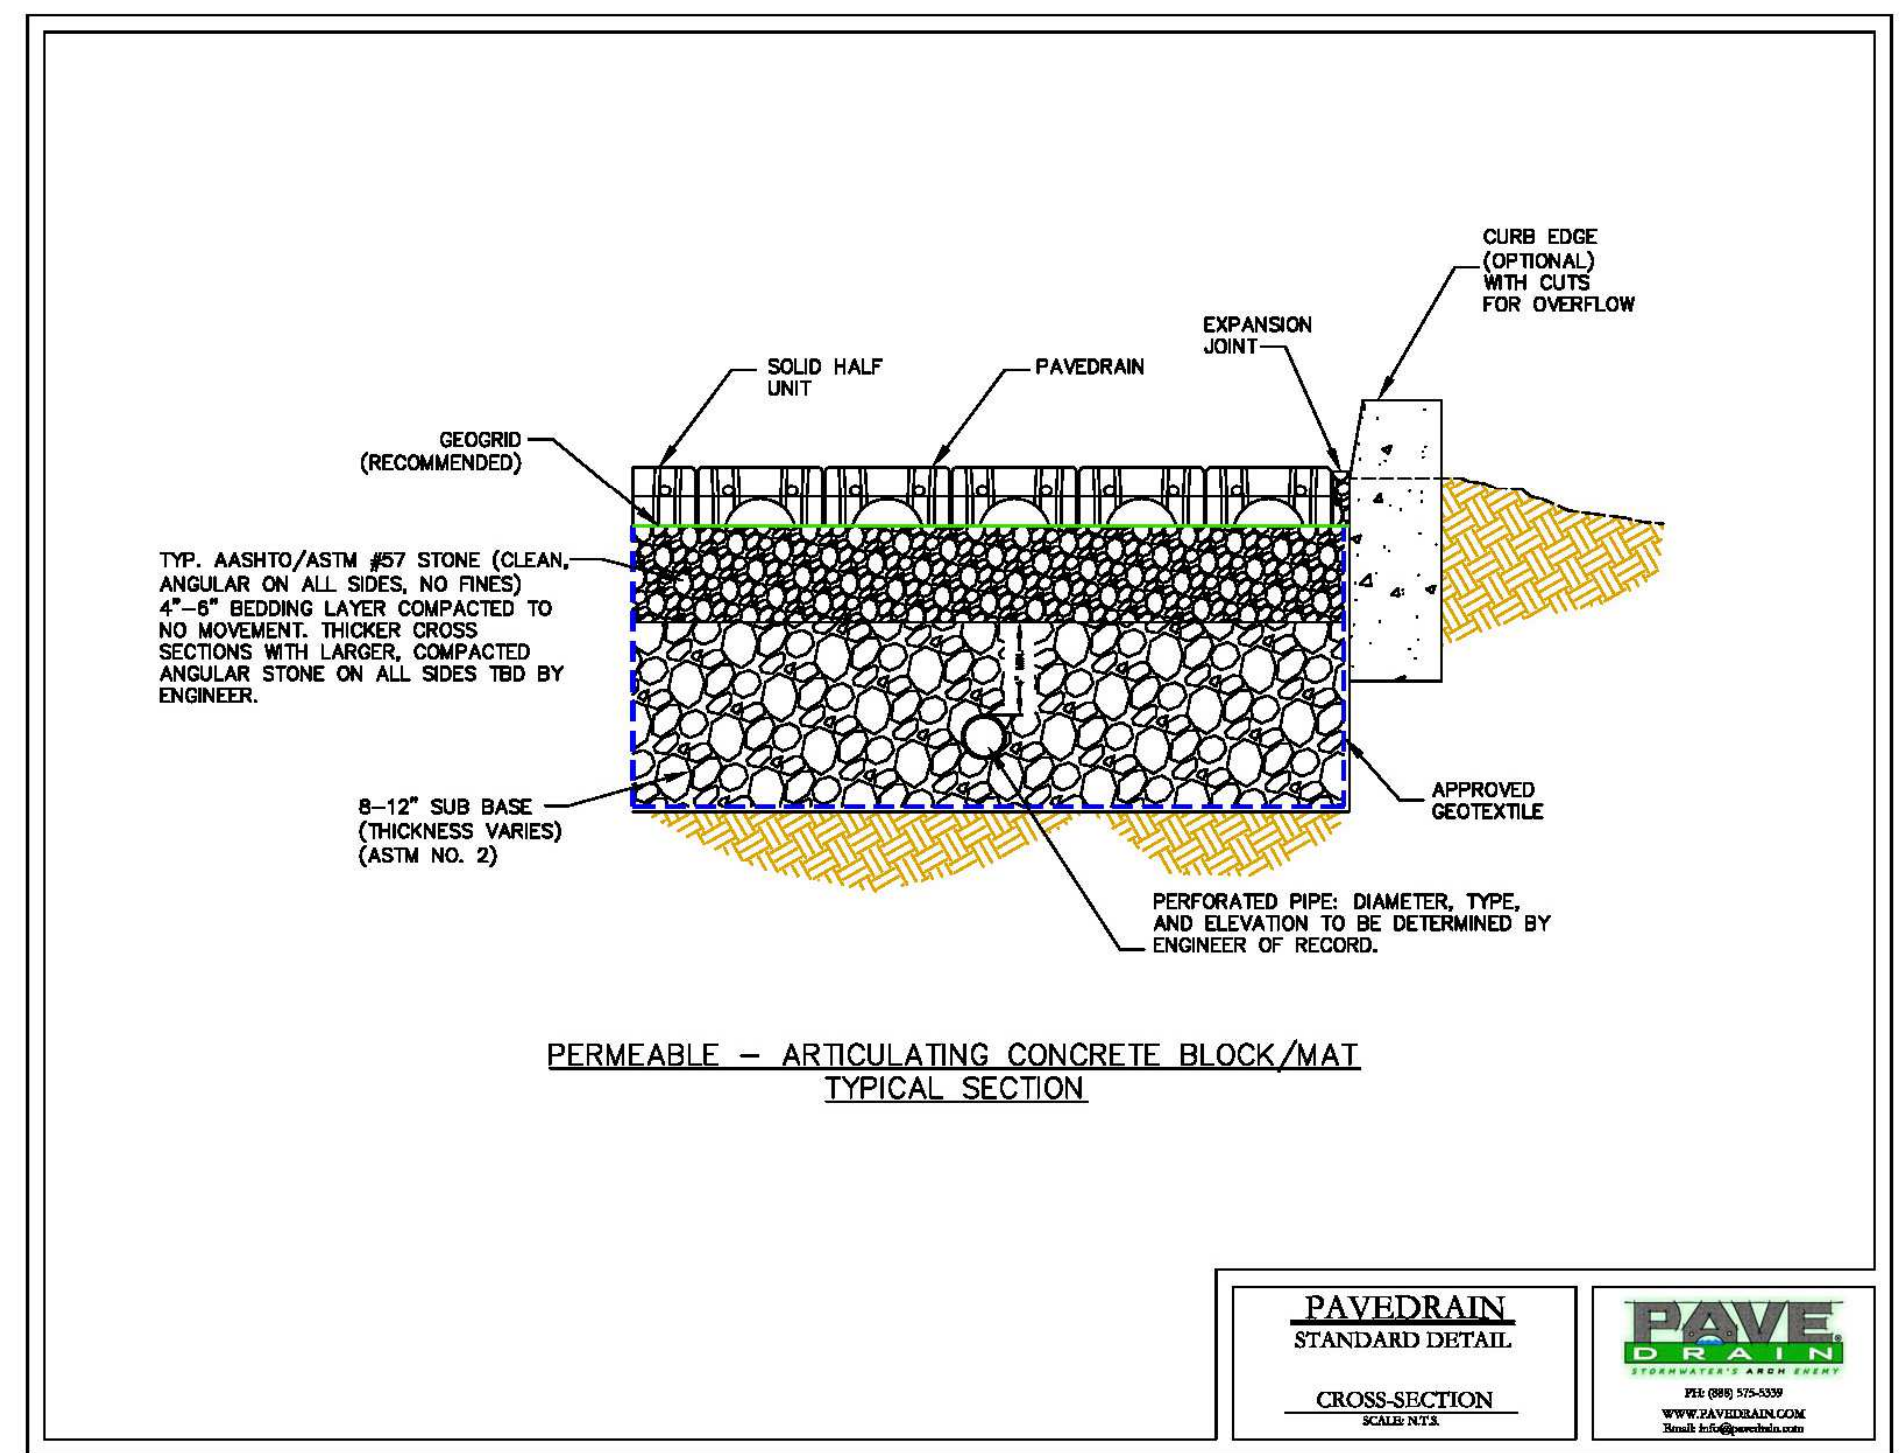 CURB EDGE
(OPTIONAL)
WITH CUTS
FOR OVERFLOW
EXPANSION
JOINT
SOLID HALF
UNIT
PAVEDRAIN
GEOGRID
(RECOMMENDED)
TYP. AASHTO/ASTM #57 STONE (CLEAN,
ANGULAR ON ALL SIDES, NO FINES)
4"-6" BEDDING LAYER COMPACTED TO
NO MOVEMENT. THICKER CROSS
SECTIONS WITH LARGER, COMPACTED
ANGULAR STONE ON ALL SIDES TBD BY
ENGINEER.
8-12" SUB BASE
(THICKNESS VARIES)
(ASTM NO. 2)
APPROVED
GEOTEXTILE
PERFORATED PIPE: DIAMETER, TYPE,
AND ELEVATION TO BE DETERMINED BY
ENGINEER OF RECORD.
PERMEABLE - ARTICULATING CONCRETE BLOCK/MAT
TYPICAL SECTION
PAVEDRAIN
STANDARD DETAIL
CROSS-SECTION
SCALE: N.T.S.
PAVE
DRAIN
STORMWATER'S ARCH ENEMY
PH: (888) 575-5339
WWW.PAVEDRAIN.COM
Email: info@pavedrain.com